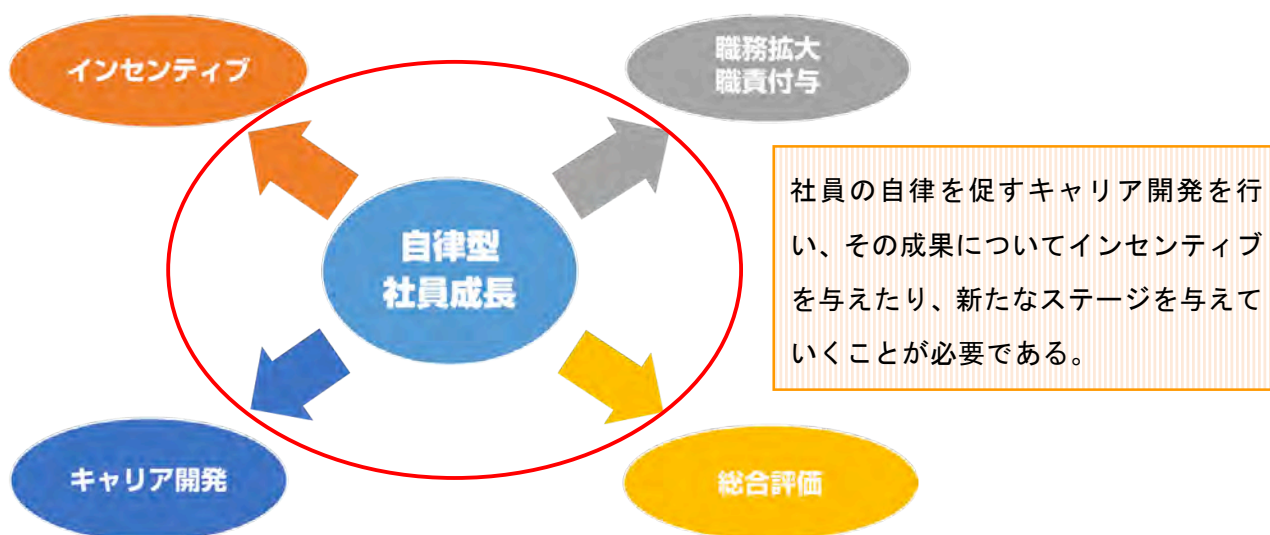 インセンティブ
職務拡大
職責付与
自律型
社員成長
社員の自律を促すキャリア開発を行
い、その成果についてインセンティブ
を与えたり、新たなステージを与えて
いくことが必要である。
キャリア開発
総合評価